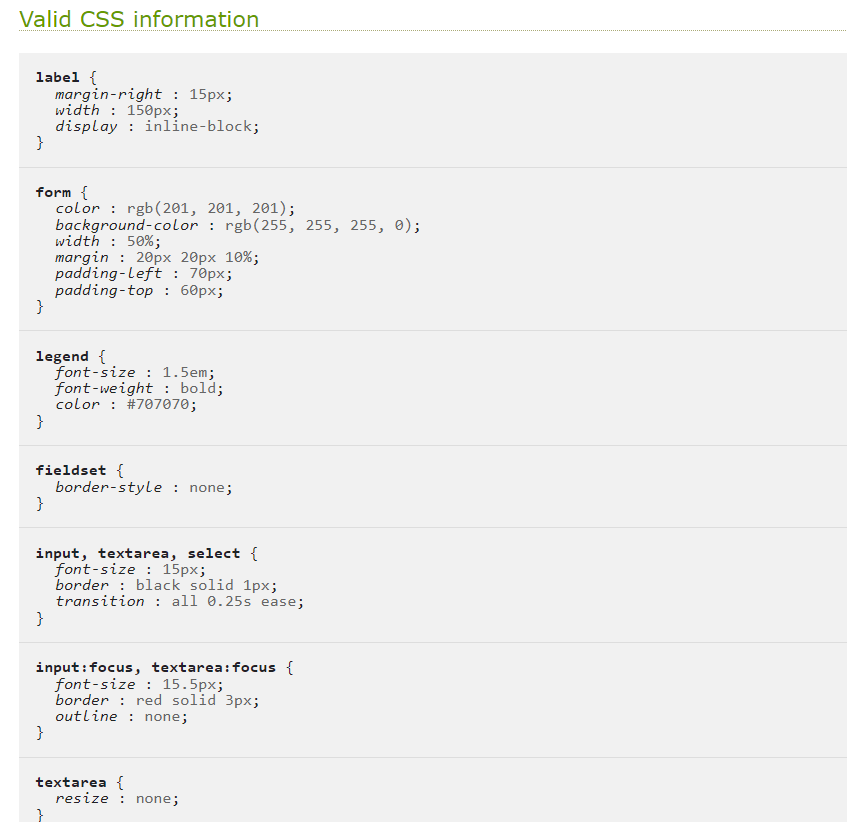 Valid CSS information
label {
margin-right : 15px;
width : 150px;
display : inline-block;
}
form {
color : rgb(201, 201, 201);
background-color : rgb(255, 255, 255, 0);
width : 50%;
margin : 20px 20px 10%;
padding-left : 70px;
padding-top : 60px;
}
legend {
font-size : 1.5em;
font-weight : bold;
color : #707070;
}
fieldset {
border-style : none;
}
input, textarea, select {
font-size : 15px;
border : black solid 1px;
transition : all 0.25s ease;
}
input:focus, textarea:focus {
font-size : 15.5px;
border : red solid 3px;
outline : none;
}
textarea {
resize : none;
}